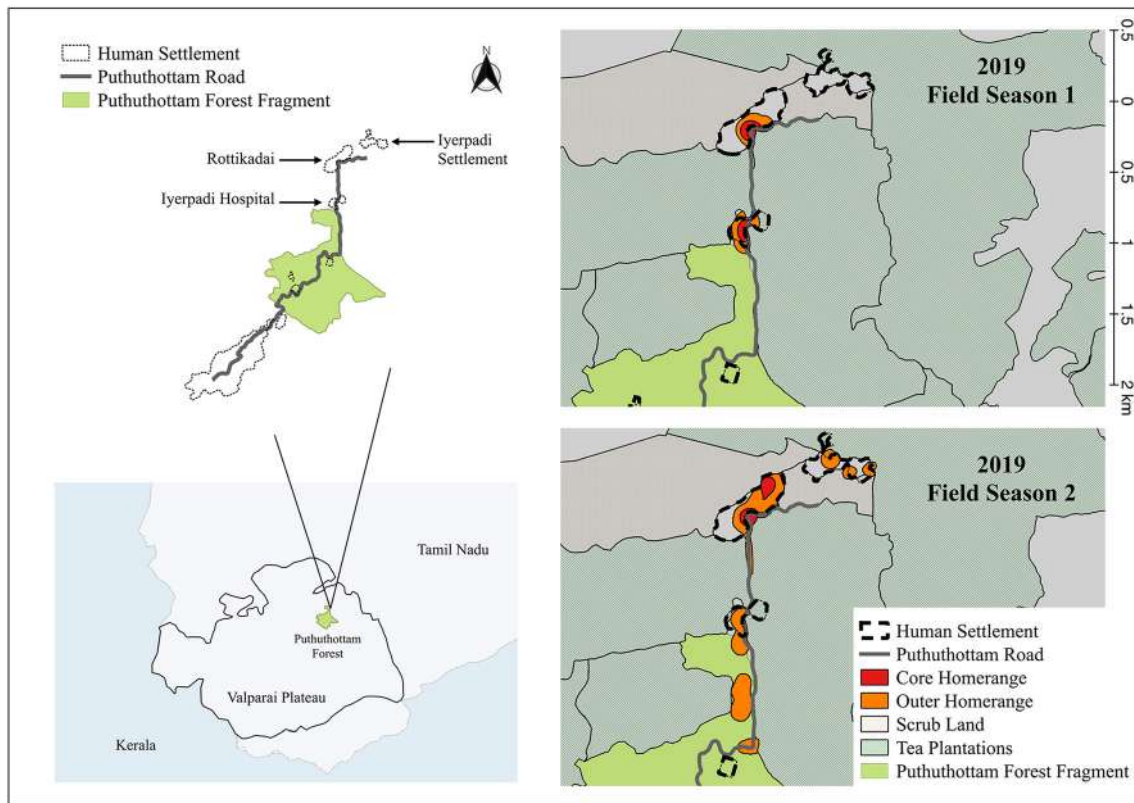 Human Settlement
Puthuthottam Road
Puthuthottam Forest Fragment
N
Rottikadai
Iyerpadi
Settlement
Iyerpadi Hospital
Tamil Nadu
Puthuthottam
Forest
Valparai Plateau
Kerala
2019
Field Season 1
0.5
0
0.5
1
1.5
2 km
2019
Field Season 2
Human Settlement
Puthuthottam Road
Core Homerange
Outer Homerange
Scrub Land
Tea Plantations
Puthuthottam Forest Fragment